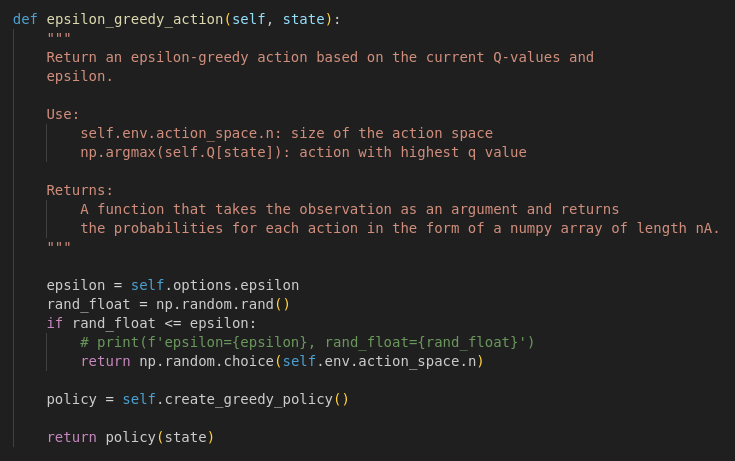 def epsilon_greedy_action(self, state):
    """
    Return an epsilon-greedy action based on the current Q-values and
    epsilon.

    Use:
        self.env.action_space.n: size of the action space
        np.argmax(self.Q[state]): action with highest q value

    Returns:
        A function that takes the observation as an argument and returns
        the probabilities for each action in the form of a numpy array of length nA.
    """

    epsilon = self.options.epsilon
    rand_float = np.random.rand()
    if rand_float <= epsilon:
        # print(f'epsilon={epsilon}, rand_float={rand_float}')
        return np.random.choice(self.env.action_space.n)

    policy = self.create_greedy_policy()

    return policy(state)